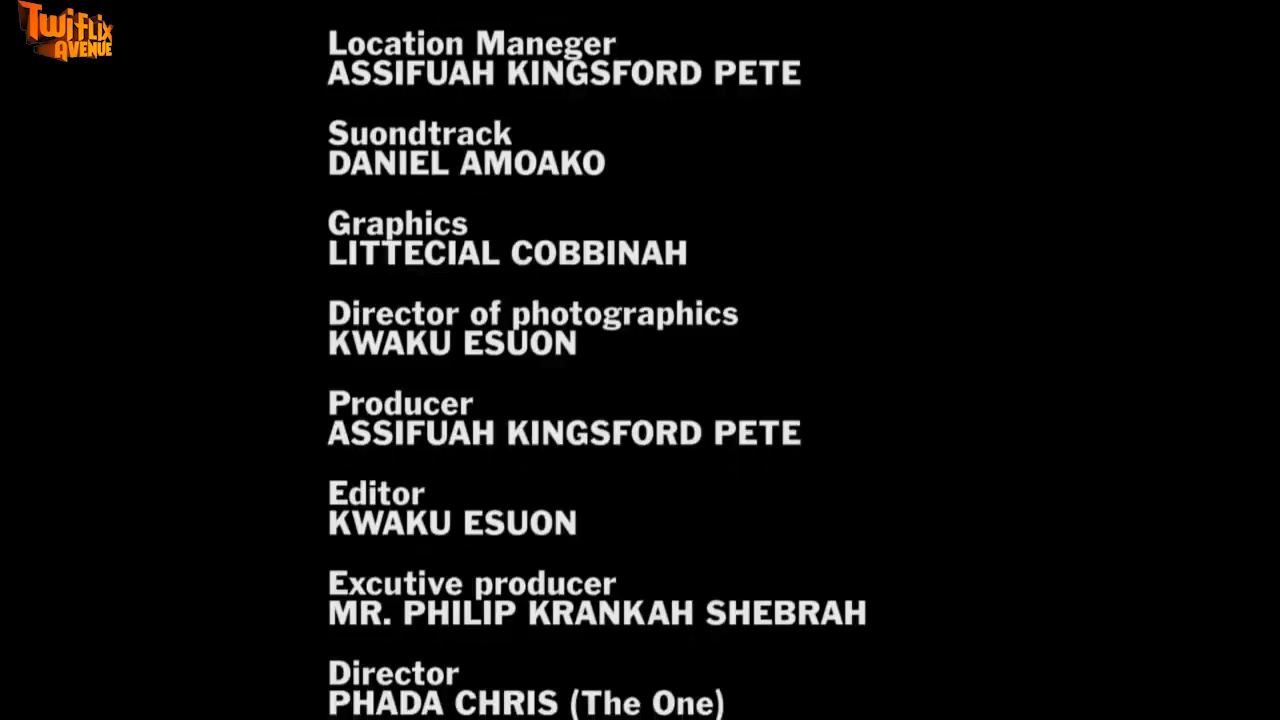 Twiflix
AVENUE
Location Maneger
ASSIFUAH KINGSFORD PETE
Suondtrack
DANIEL AMOAKO
Graphics
LITTECIAL COBBINAH
Director of photographics
KWAKU ESUON
Producer
ASSIFUAH KINGSFORD PETE
Editor
KWAKU ESUON
Excutive producer
MR. PHILIP KRANKAH SHEBRAH
Director
PHADA CHRIS (The One)